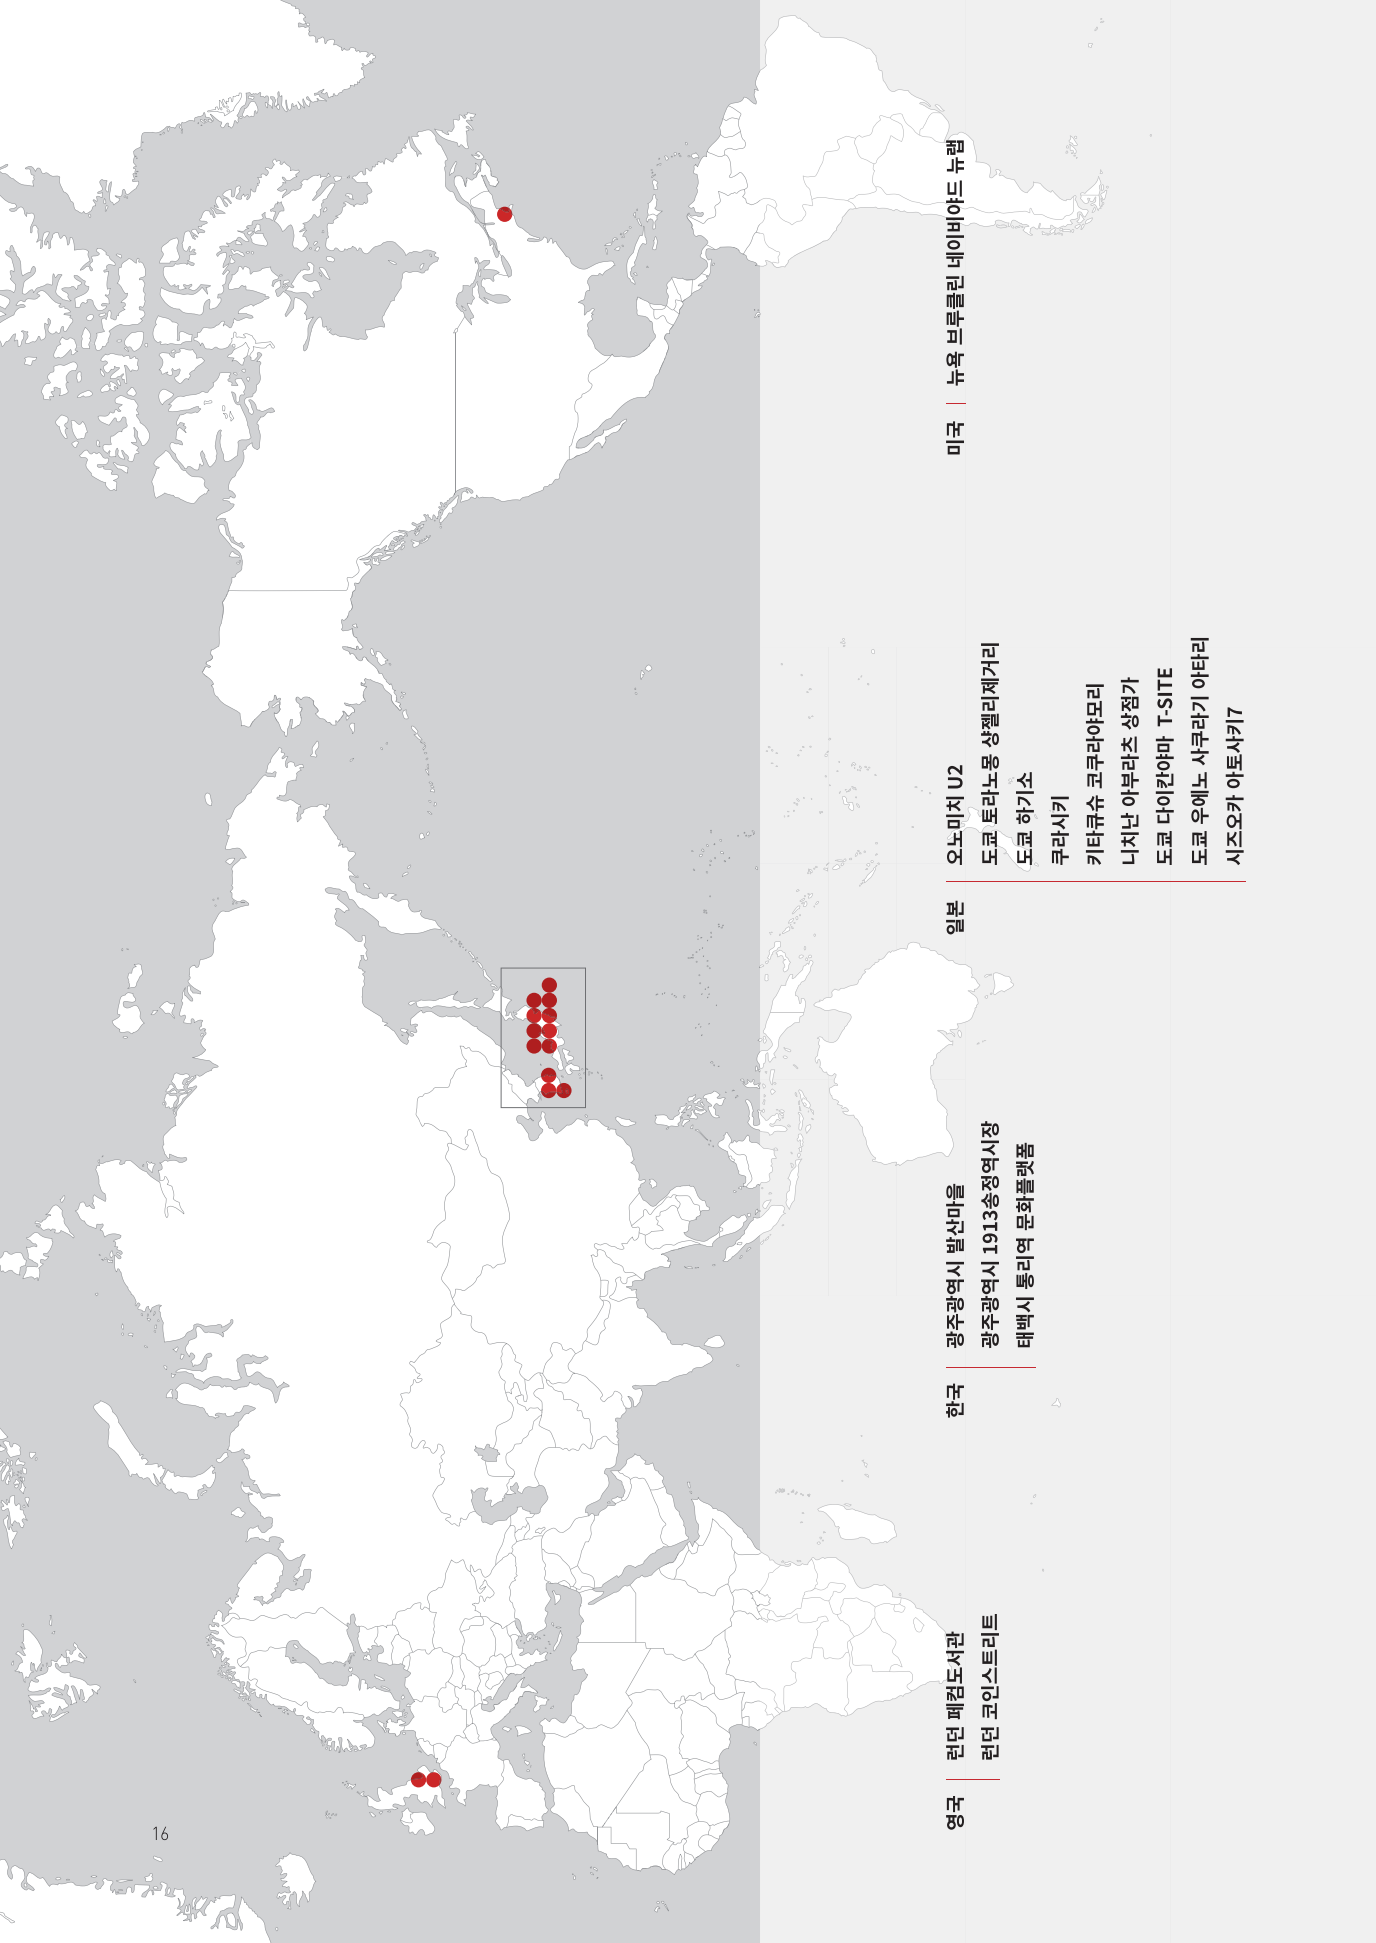 영국
런던 페컴도서관
런던 코인스트리트
한국
광주광역시 발산마을
광주광역시 1913송정역시장
태백시 통리역 문화플랫폼
일본
오노미치 U2
도쿄 토라노몽 샹젤리제거리
도쿄 하기소
쿠라시키
키타큐슈 코쿠라야모리
니치난 아부라츠 상점가
도쿄 다이칸야마 T-SITE
도쿄 우에노 사쿠라기 아타리
시즈오카 아토사키7
미국
뉴욕 브루클린 네이비야드 뉴랩
16